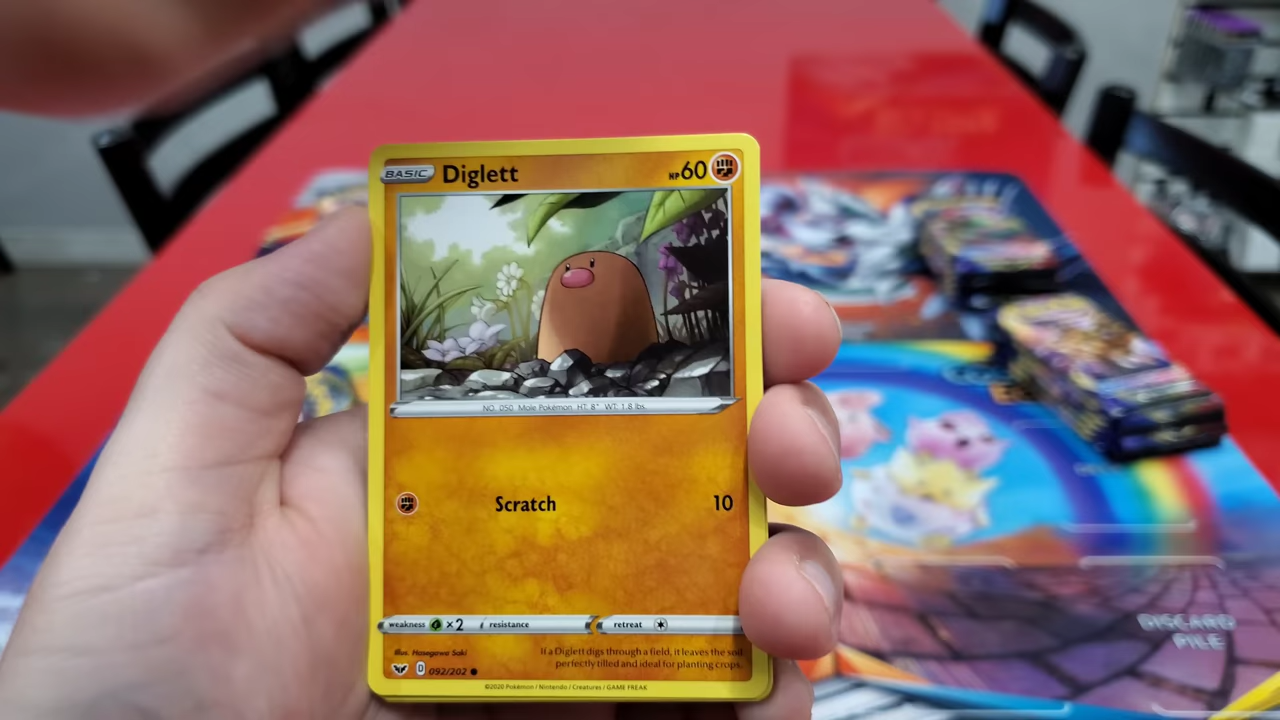 BASIC Diglett HP 60
NO. 050 Mole Pokémon HT: 8" WT: 1.8 lbs.
Scratch 10
weakness ×2 resistance retreat
Illus. Hasegawa Saki
If a Diglett digs through a field, it leaves the soil
perfectly tilled and ideal for planting crops.
D 092/202
©2020 Pokémon / Nintendo / Creatures / GAME FREAK
DISCARD
PILE